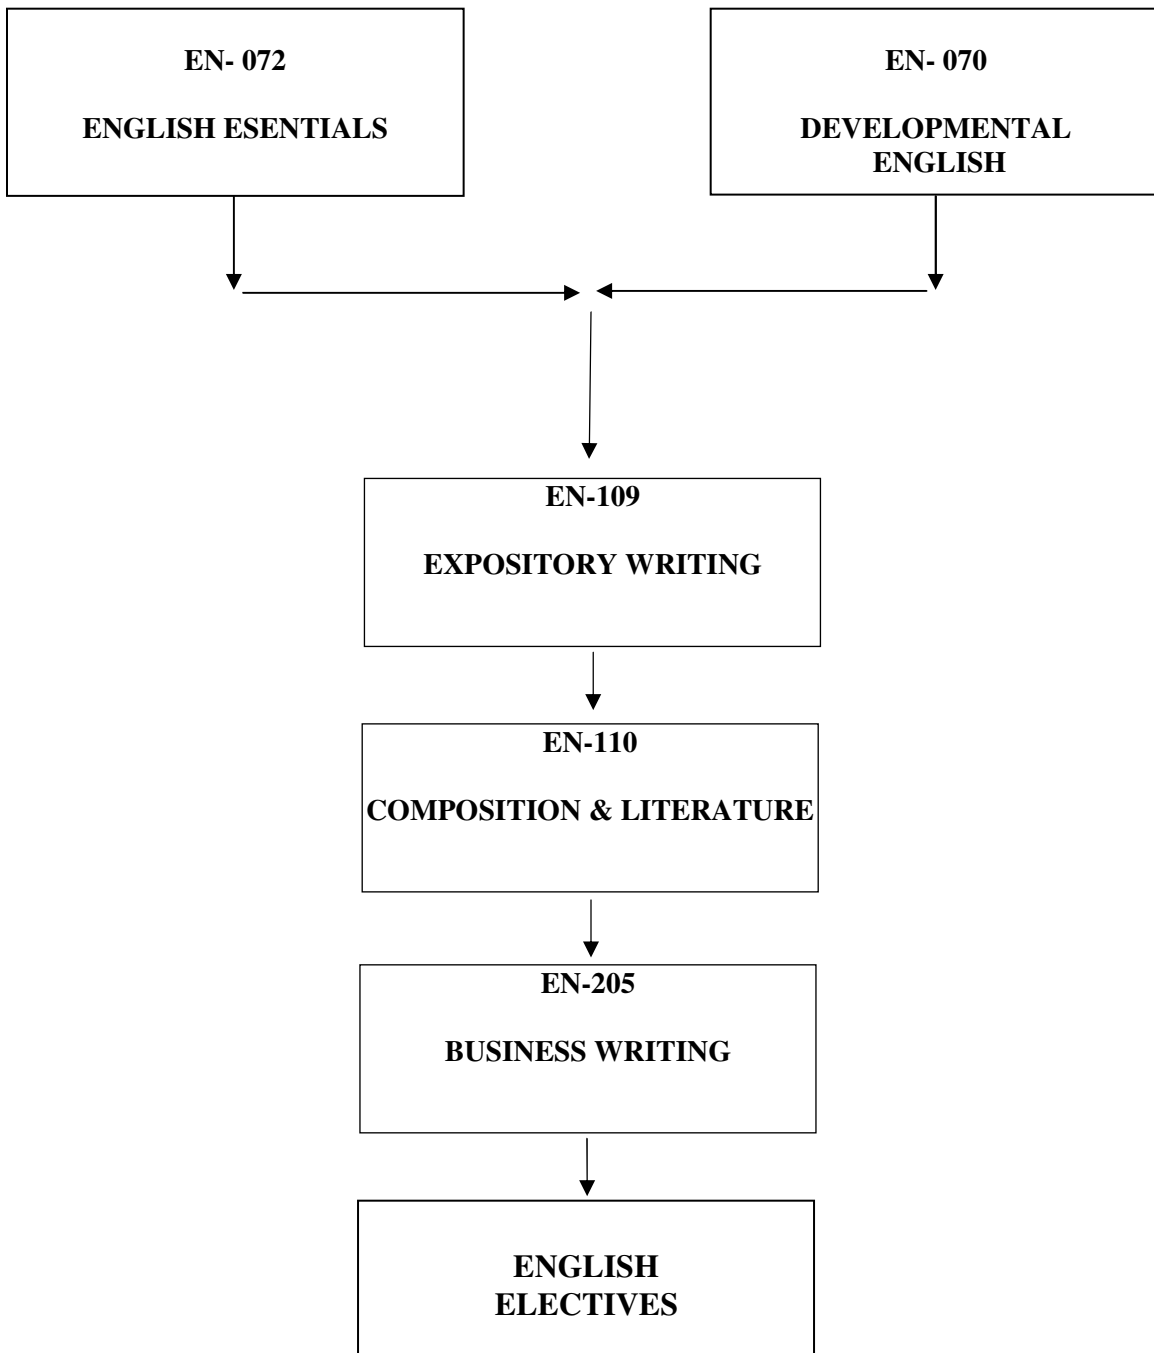 EN- 072
ENGLISH ESENTIALS
EN- 070
DEVELOPMENTAL
ENGLISH
EN-109
EXPOSITORY WRITING
EN-110
COMPOSITION & LITERATURE
EN-205
BUSINESS WRITING
ENGLISH
ELECTIVES